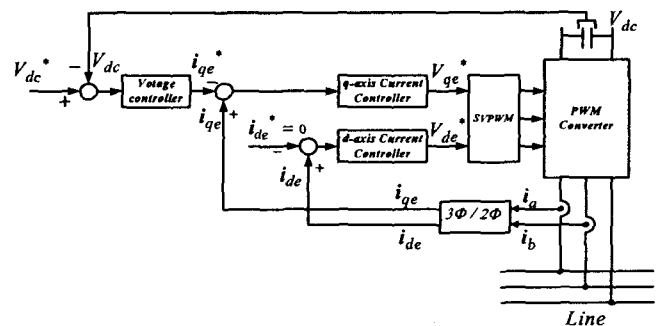 V_dc
V_dc*
−
V_dc
+
Votage
controller
i_qe*
−
i_qe
+
q-axis Current
Controller
V_qe*
i_de* = 0
−
i_de
+
d-axis Current
Controller
V_de*
SVPWM
PWM
Converter
i_qe
i_de
3Φ / 2Φ
i_a
i_b
Line